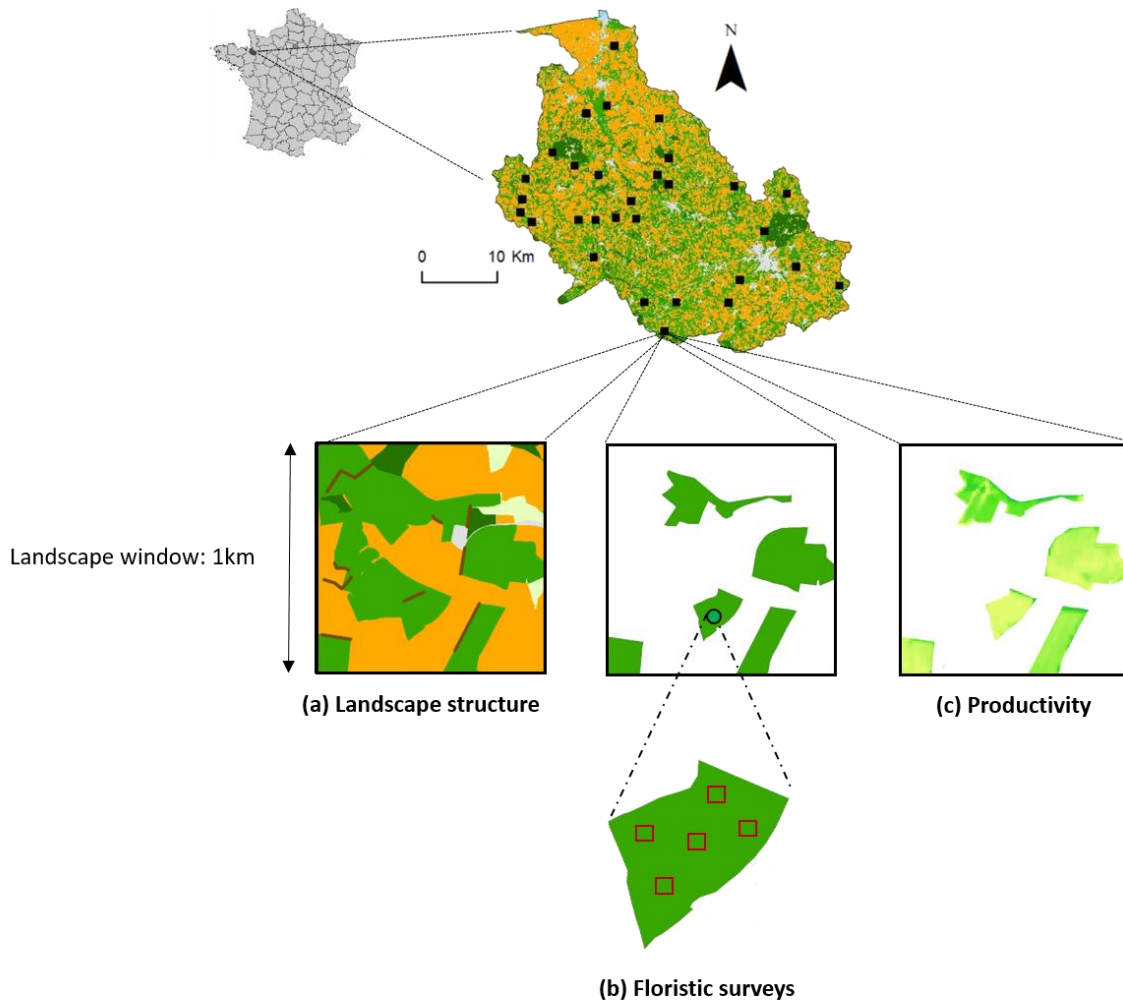 N
0 10 Km
Landscape window: 1km
(a) Landscape structure
(c) Productivity
(b) Floristic surveys